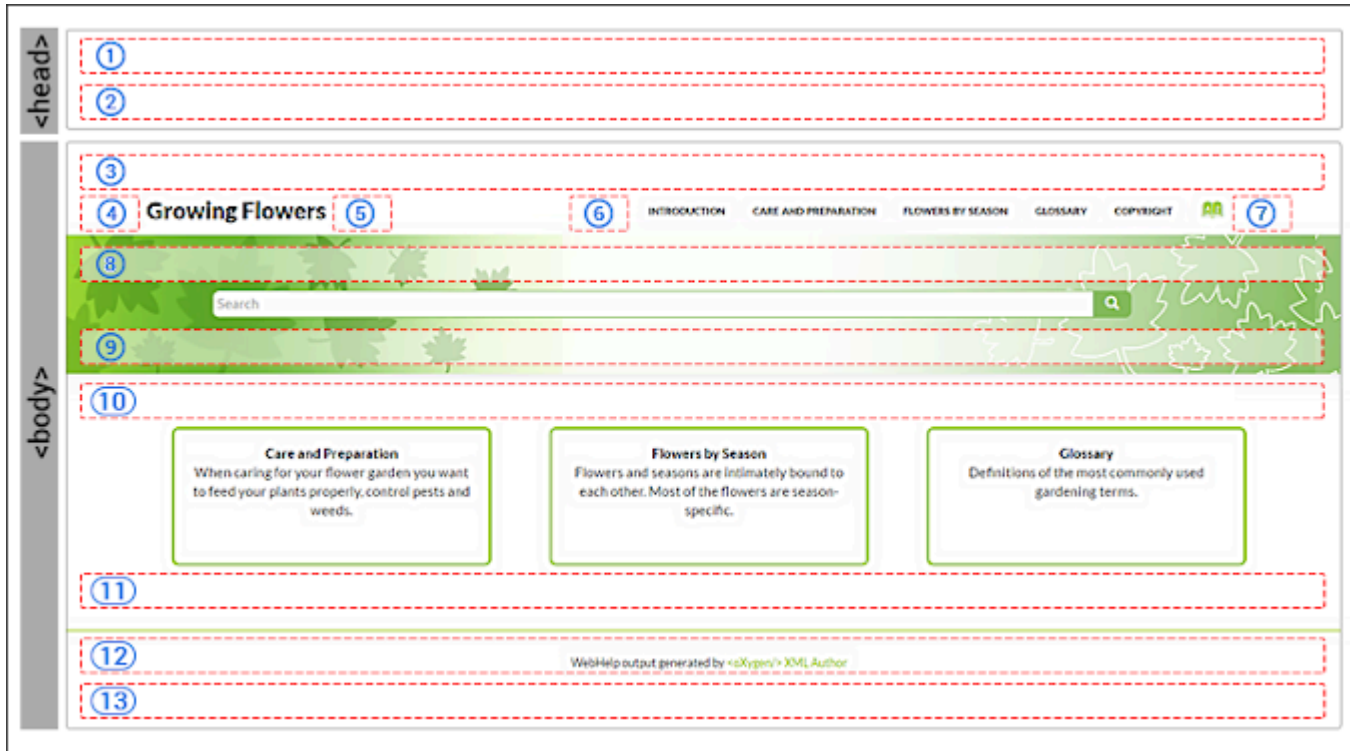 <head>
1
2
<body>
3
4 Growing Flowers 5 6 INTRODUCTION CARE AND PREPARATION FLOWERS BY SEASON GLOSSARY COPYRIGHT 7
8
Search
9
10
Care and Preparation
When caring for your flower garden you want
to feed your plants properly, control pests and
weeds.
Flowers by Season
Flowers and seasons are intimately bound to
each other. Most of the flowers are season-
specific.
Glossary
Definitions of the most commonly used
gardening terms.
11
12
WebHelp output generated by <oXygen/> XML Author
13